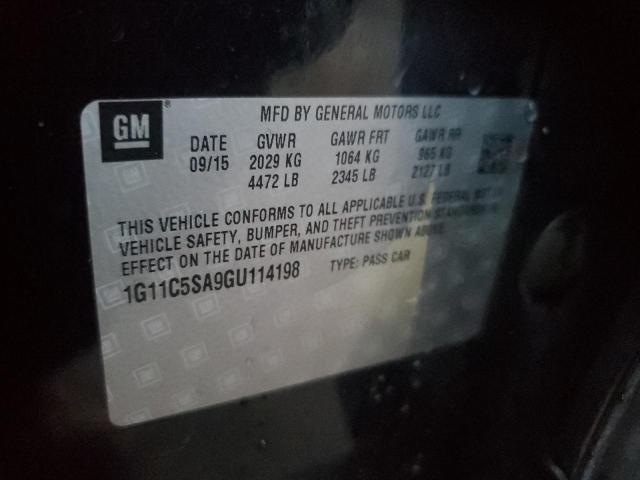 GM ®
MFD BY GENERAL MOTORS LLC
DATE GVWR GAWR FRT GAWR RR
09/15 2029 KG 1064 KG 965 KG
4472 LB 2345 LB 2127 LB
THIS VEHICLE CONFORMS TO ALL APPLICABLE U.S. FEDERAL MOTOR
VEHICLE SAFETY, BUMPER, AND THEFT PREVENTION STANDARDS IN
EFFECT ON THE DATE OF MANUFACTURE SHOWN ABOVE.
1G11C5SA9GU114198 TYPE: PASS CAR